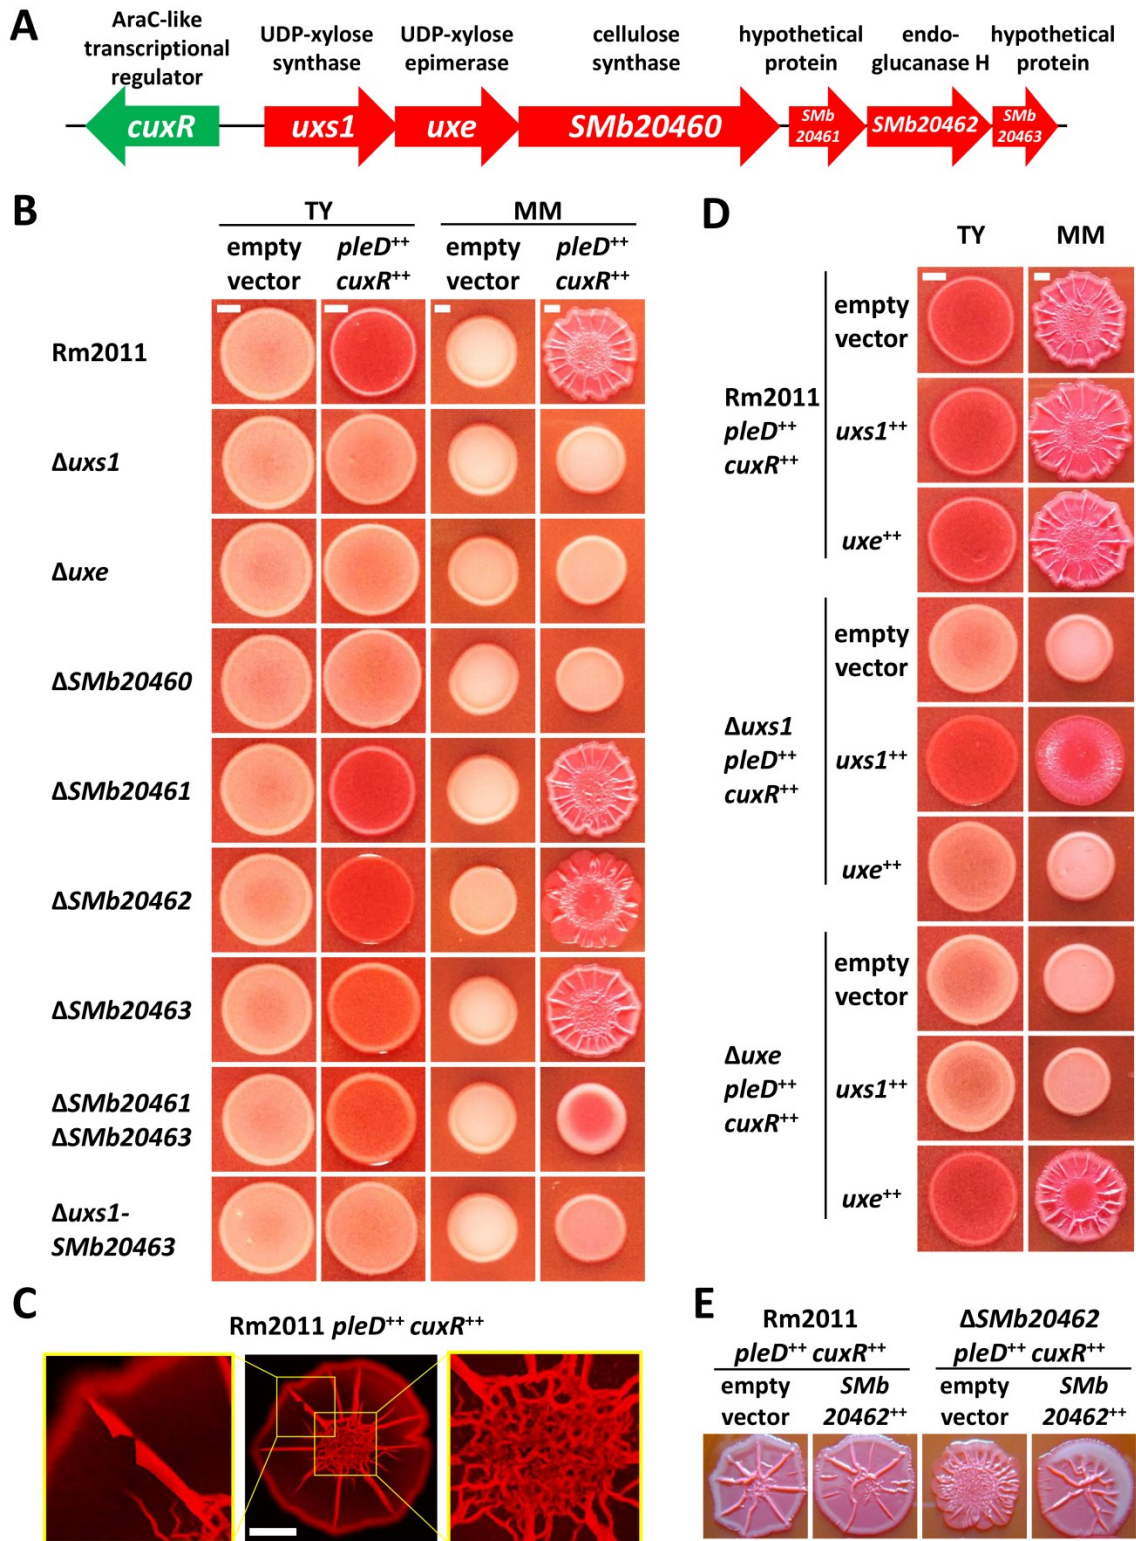 A
AraC-like
transcriptional
regulator
UDP-xylose
synthase
UDP-xylose
epimerase
cellulose
synthase
hypothetical
protein
endo-
glucanase H
hypothetical
protein
cuxR
uxs1
uxe
SMb20460
SMb
20461
SMb20462
SMb
20463
B
TY
MM
empty
vector
pleD++
cuxR++
empty
vector
pleD++
cuxR++
Rm2011
Δuxs1
Δuxe
ΔSMb20460
ΔSMb20461
ΔSMb20462
ΔSMb20463
ΔSMb20461
ΔSMb20463
Δuxs1-
SMb20463
C
Rm2011 pleD++ cuxR++
D
TY
MM
Rm2011
pleD++
cuxR++
empty
vector
uxs1++
uxe++
Δuxs1
pleD++
cuxR++
empty
vector
uxs1++
uxe++
Δuxe
pleD++
cuxR++
empty
vector
uxs1++
uxe++
E
Rm2011
pleD++ cuxR++
empty
vector
SMb
20462++
ΔSMb20462
pleD++ cuxR++
empty
vector
SMb
20462++